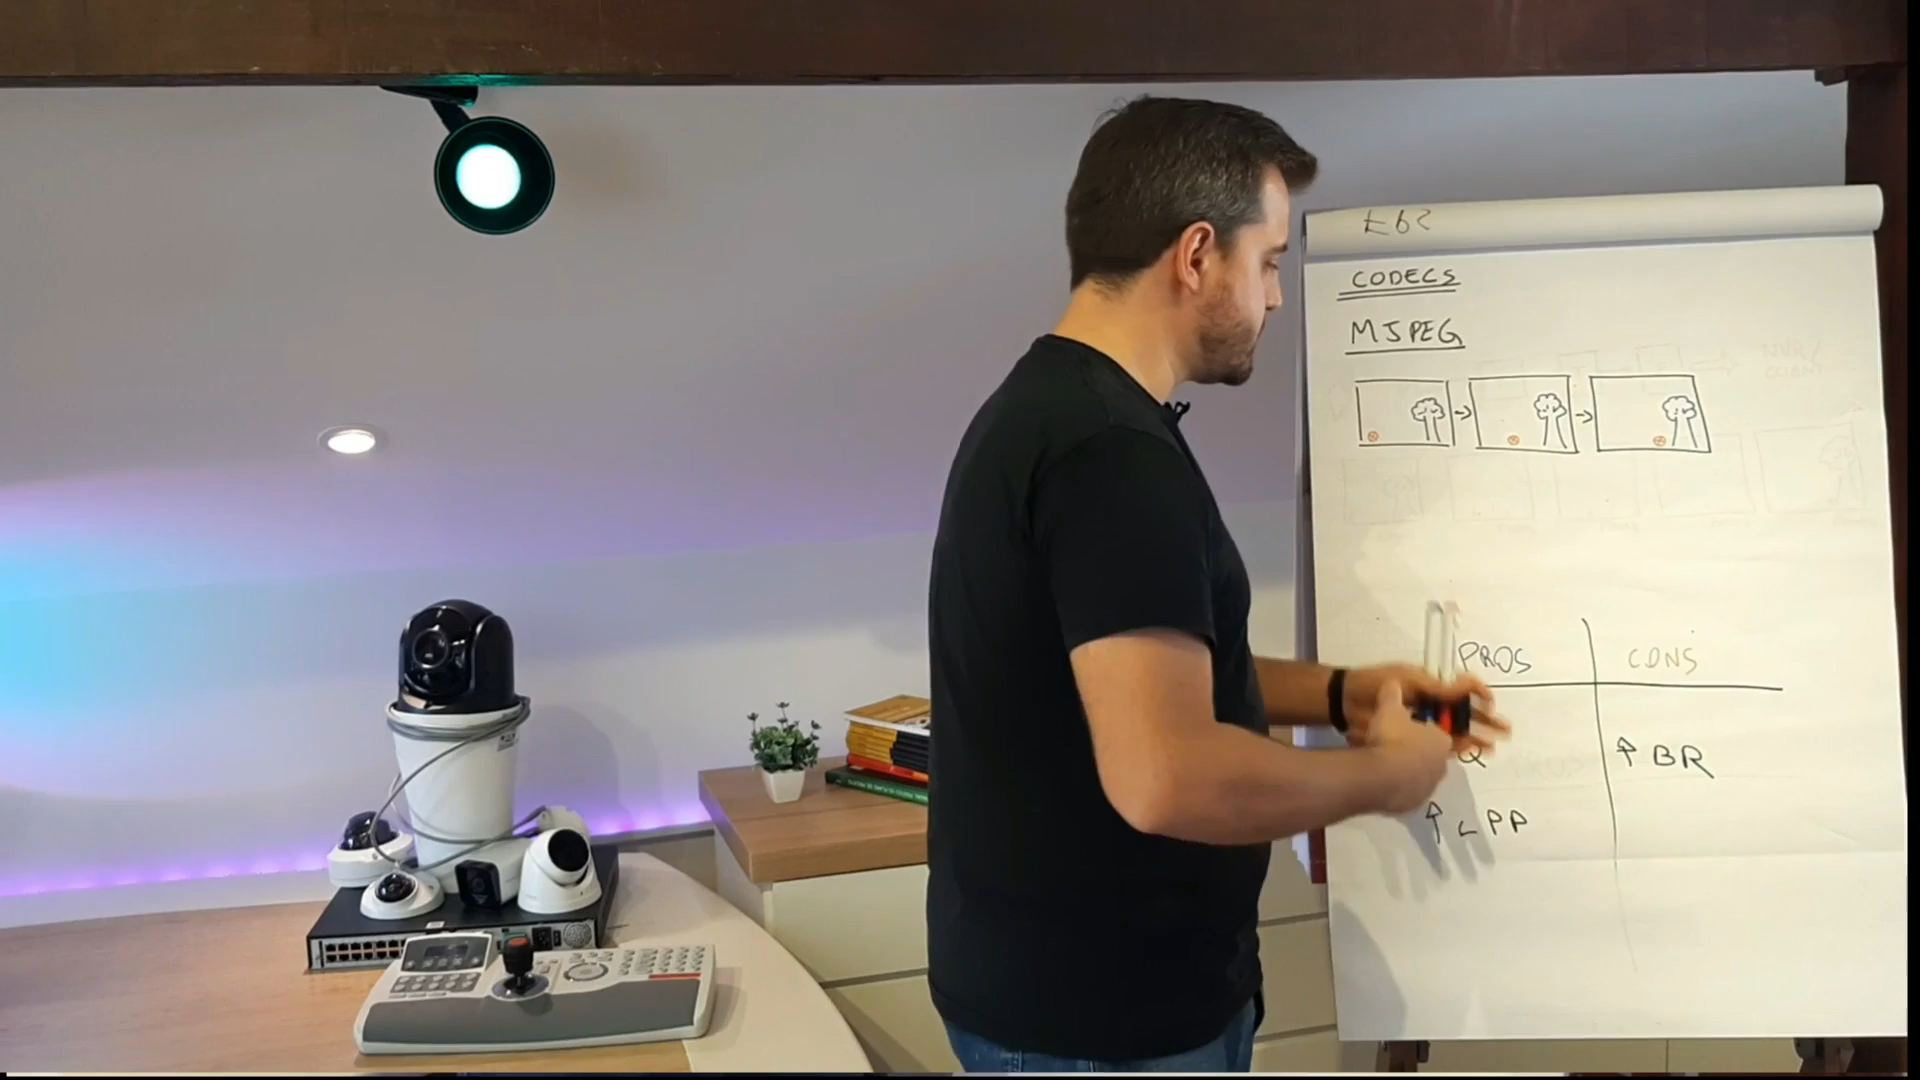 CODECS
MJPEG
PROS CONS
Q ↑ BR
↑ LPP